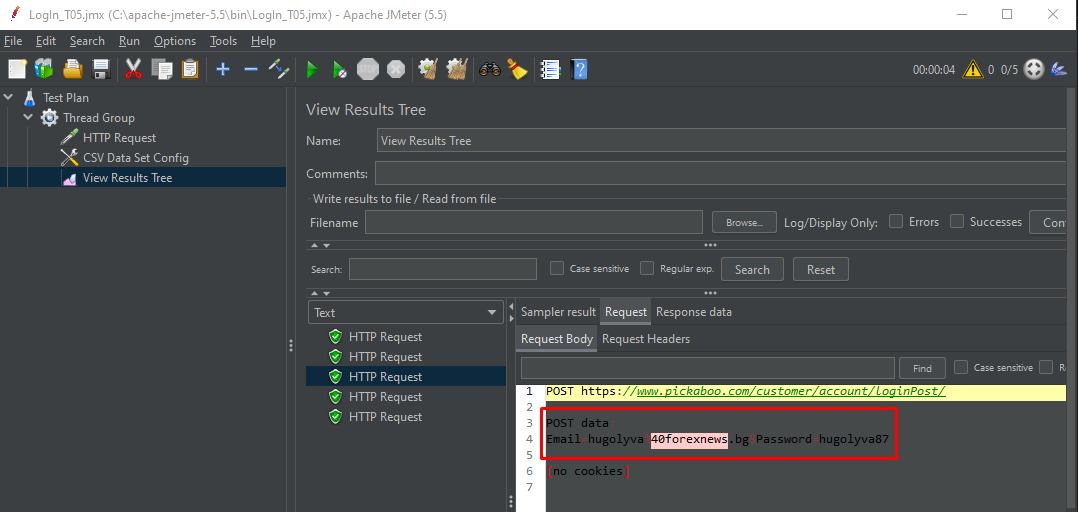 LogIn_T05.jmx (C:\apache-jmeter-5.5\bin\LogIn_T05.jmx) - Apache JMeter (5.5)
File Edit Search Run Options Tools Help
00:00:04 0 0/5
Test Plan
Thread Group
HTTP Request
CSV Data Set Config
View Results Tree
View Results Tree
Name: View Results Tree
Comments:
Write results to file / Read from file
Filename Browse... Log/Display Only: Errors Successes Con
Search: Case sensitive Regular exp. Search Reset
Text
HTTP Request
HTTP Request
HTTP Request
HTTP Request
HTTP Request
Sampler result Request Response data
Request Body Request Headers
Find Case sensitive
1 POST https://www.pickaboo.com/customer/account/loginPost/
2
3 POST data
4 Email=hugolyva%40forexnews.bg&Password=hugolyva87
5
6 [no cookies]
7